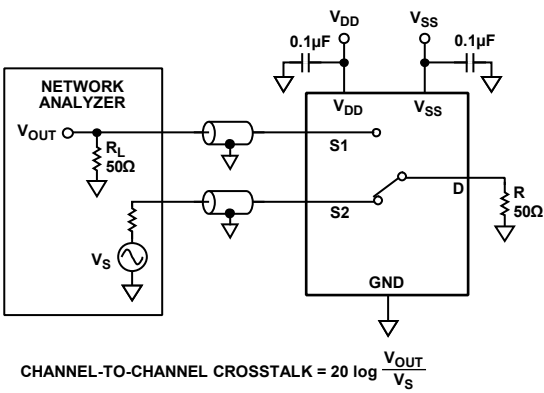 V_DD V_SS
0.1µF 0.1µF
NETWORK
ANALYZER
V_DD V_SS
V_OUT
R_L
50Ω
S1
S2
D
R
50Ω
V_S
GND
CHANNEL-TO-CHANNEL CROSSTALK = 20 log V_OUT / V_S